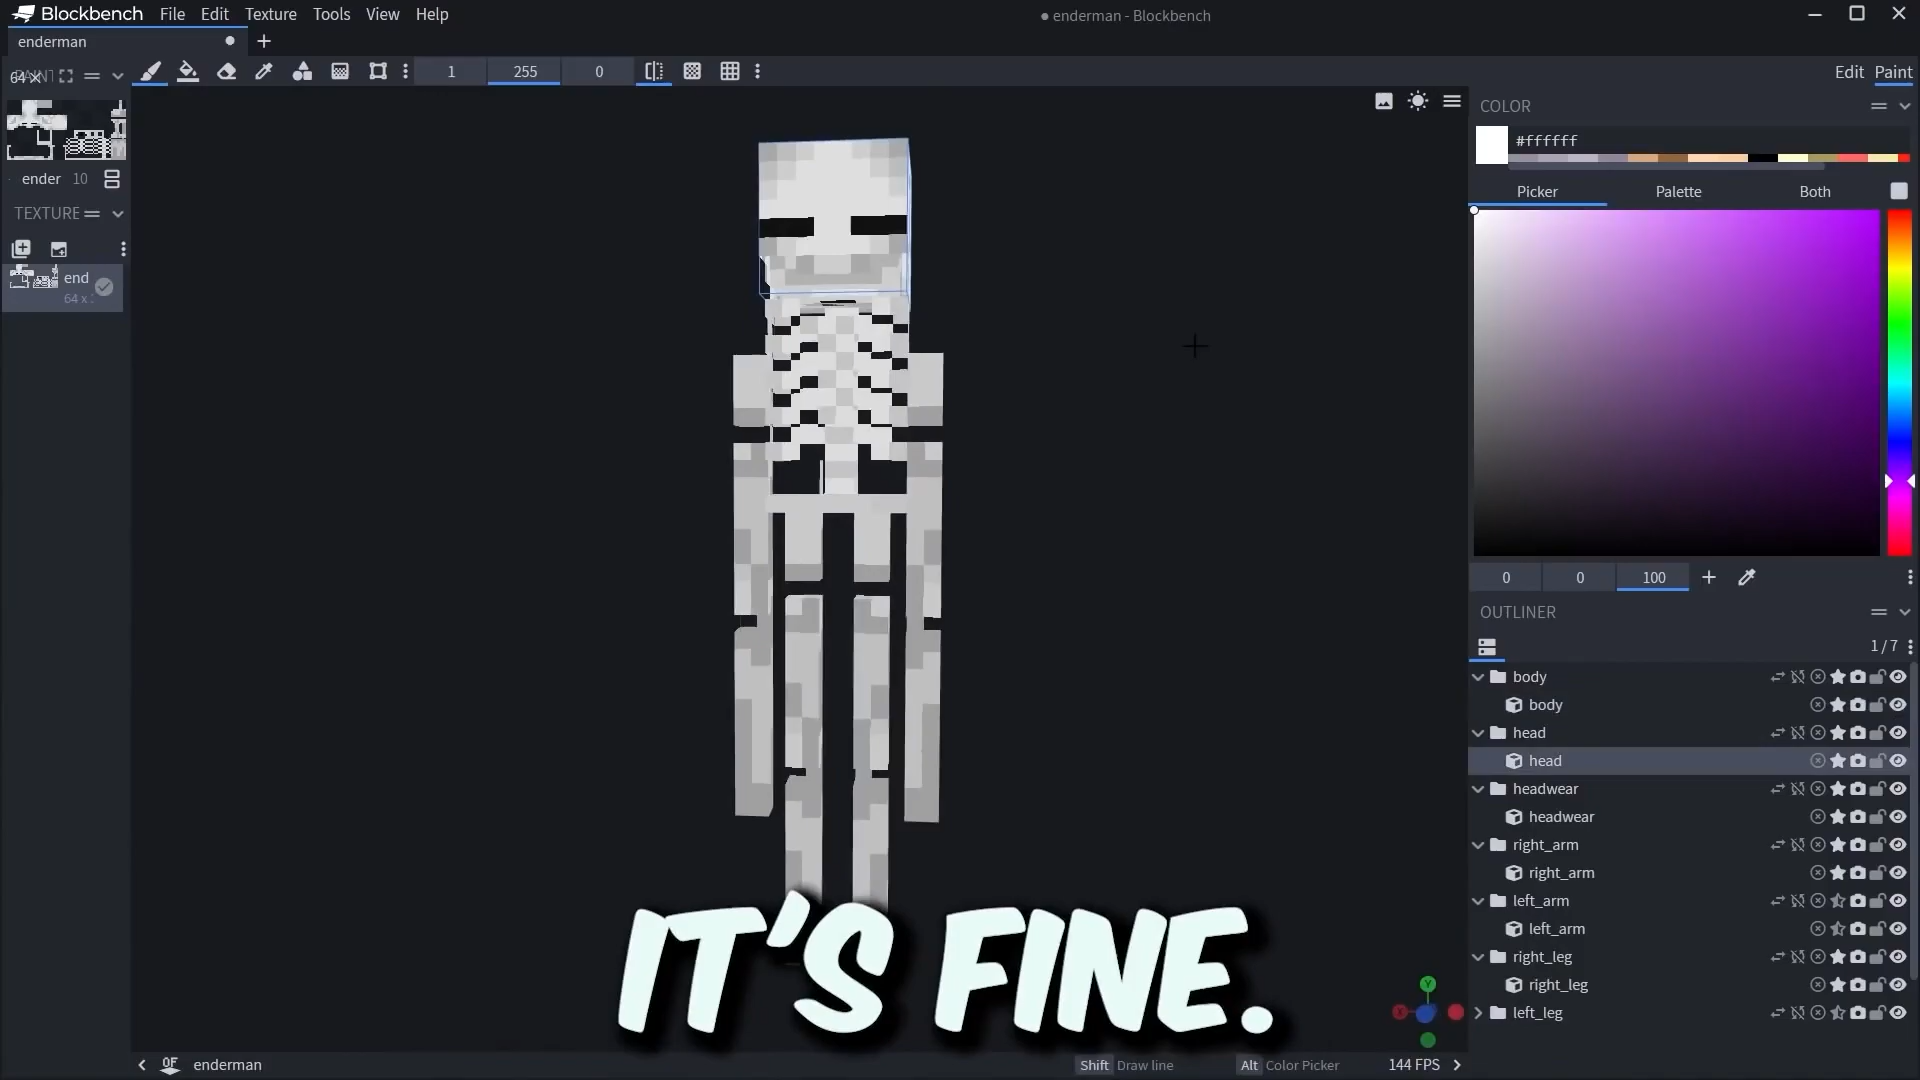 Blockbench File Edit Texture Tools View Help
enderman - Blockbench
enderman
1 255 0
Edit Paint
COLOR
#ffffff
ender 10
Picker Palette Both
TEXTURE
end
64 x
0 0 100
OUTLINER
1 / 7
body
body
head
head
headwear
headwear
right_arm
right_arm
left_arm
left_arm
right_leg
right_leg
left_leg
IT'S FINE.
Y
X
OF enderman
Shift Draw line Alt Color Picker 144 FPS